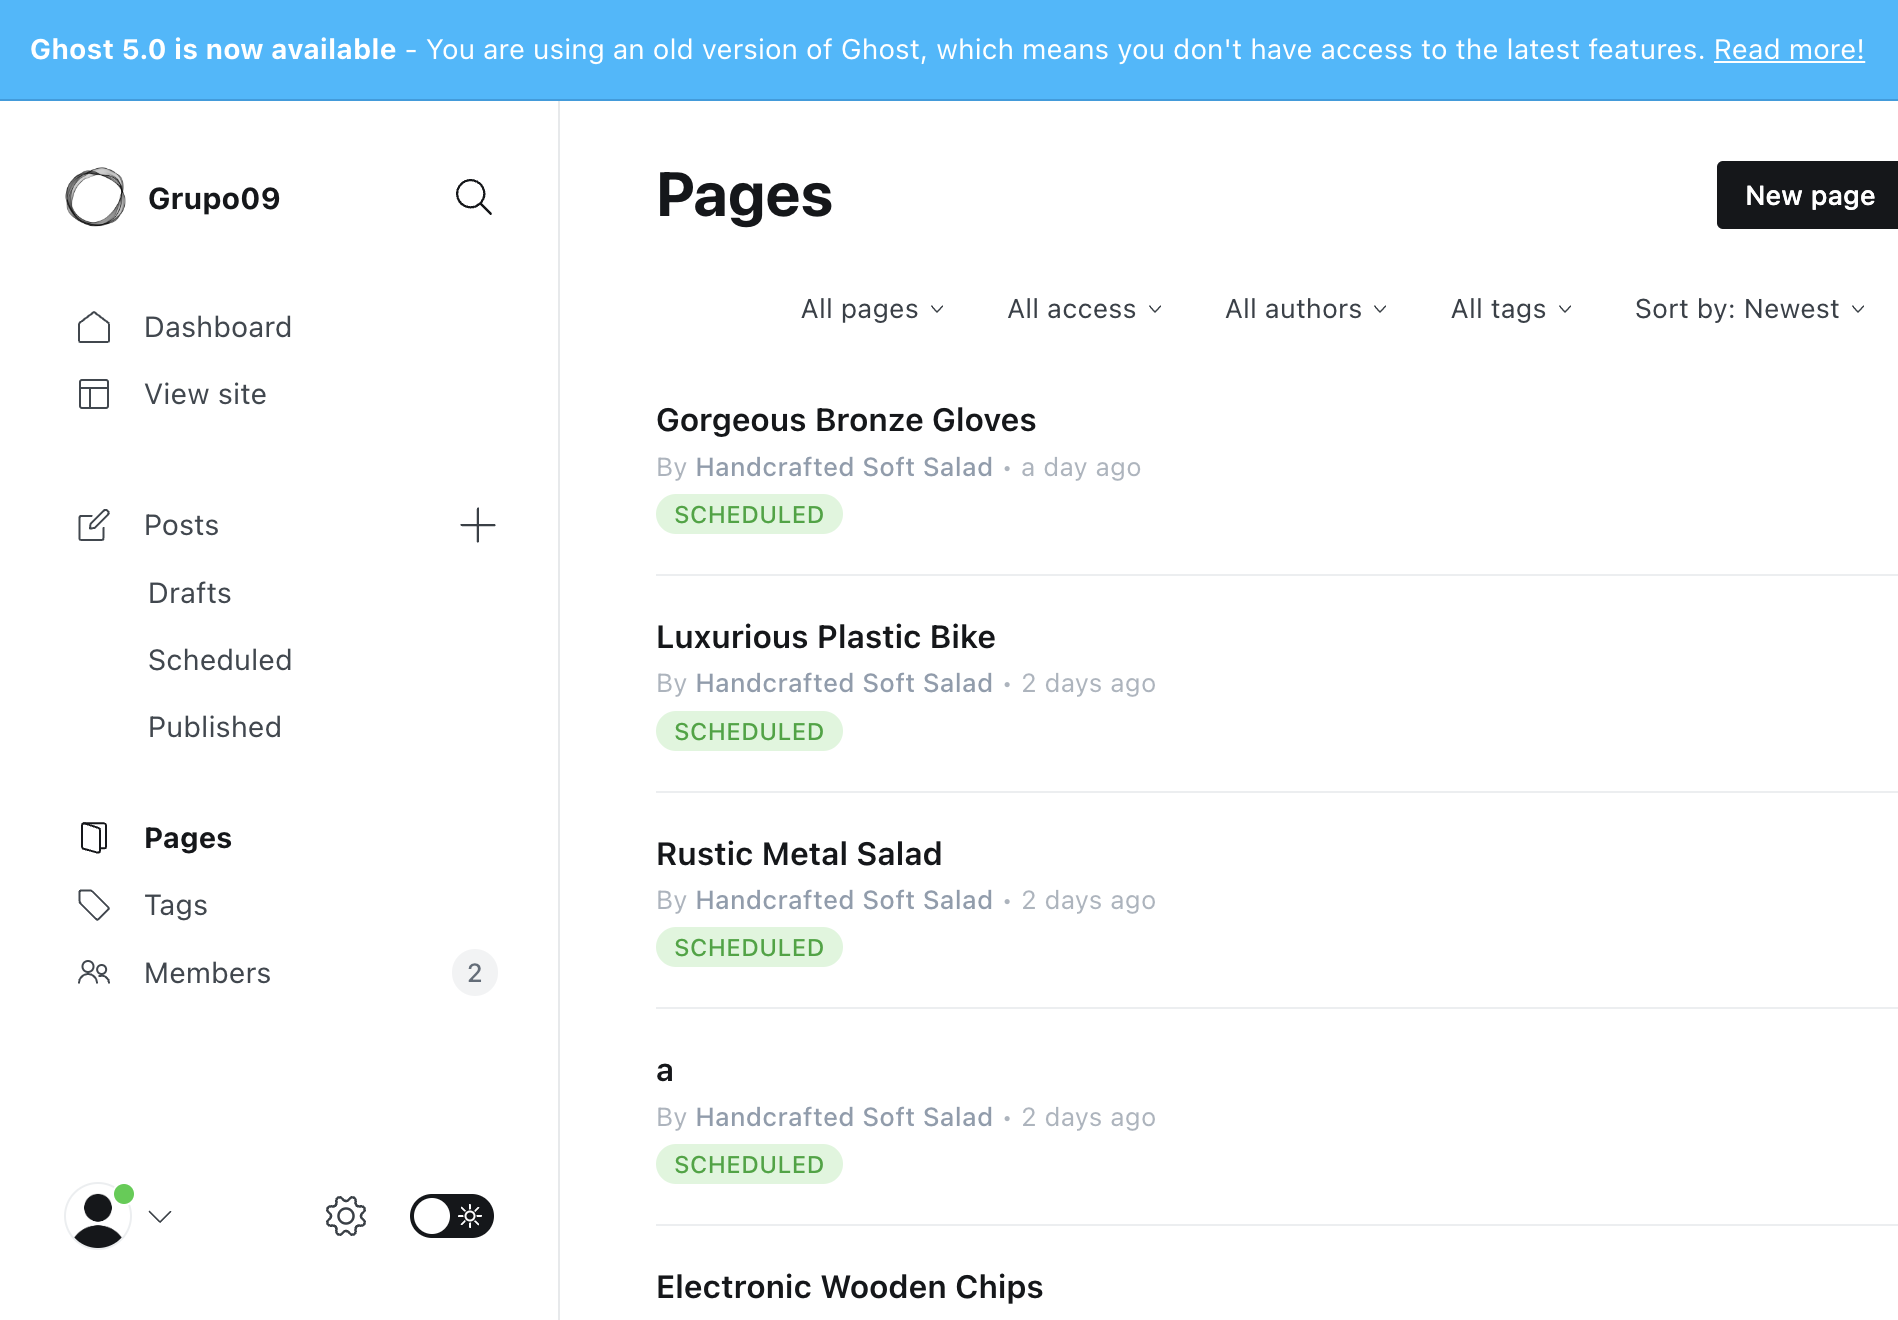 Ghost 5.0 is now available - You are using an old version of Ghost, which means you don't have access to the latest features. Read more!
Grupo09
Dashboard
View site
Posts
Drafts
Scheduled
Published
Pages
Tags
Members
2
Pages
New page
All pages
All access
All authors
All tags
Sort by: Newest
Gorgeous Bronze Gloves
By Handcrafted Soft Salad • a day ago
SCHEDULED
Luxurious Plastic Bike
By Handcrafted Soft Salad • 2 days ago
SCHEDULED
Rustic Metal Salad
By Handcrafted Soft Salad • 2 days ago
SCHEDULED
a
By Handcrafted Soft Salad • 2 days ago
SCHEDULED
Electronic Wooden Chips